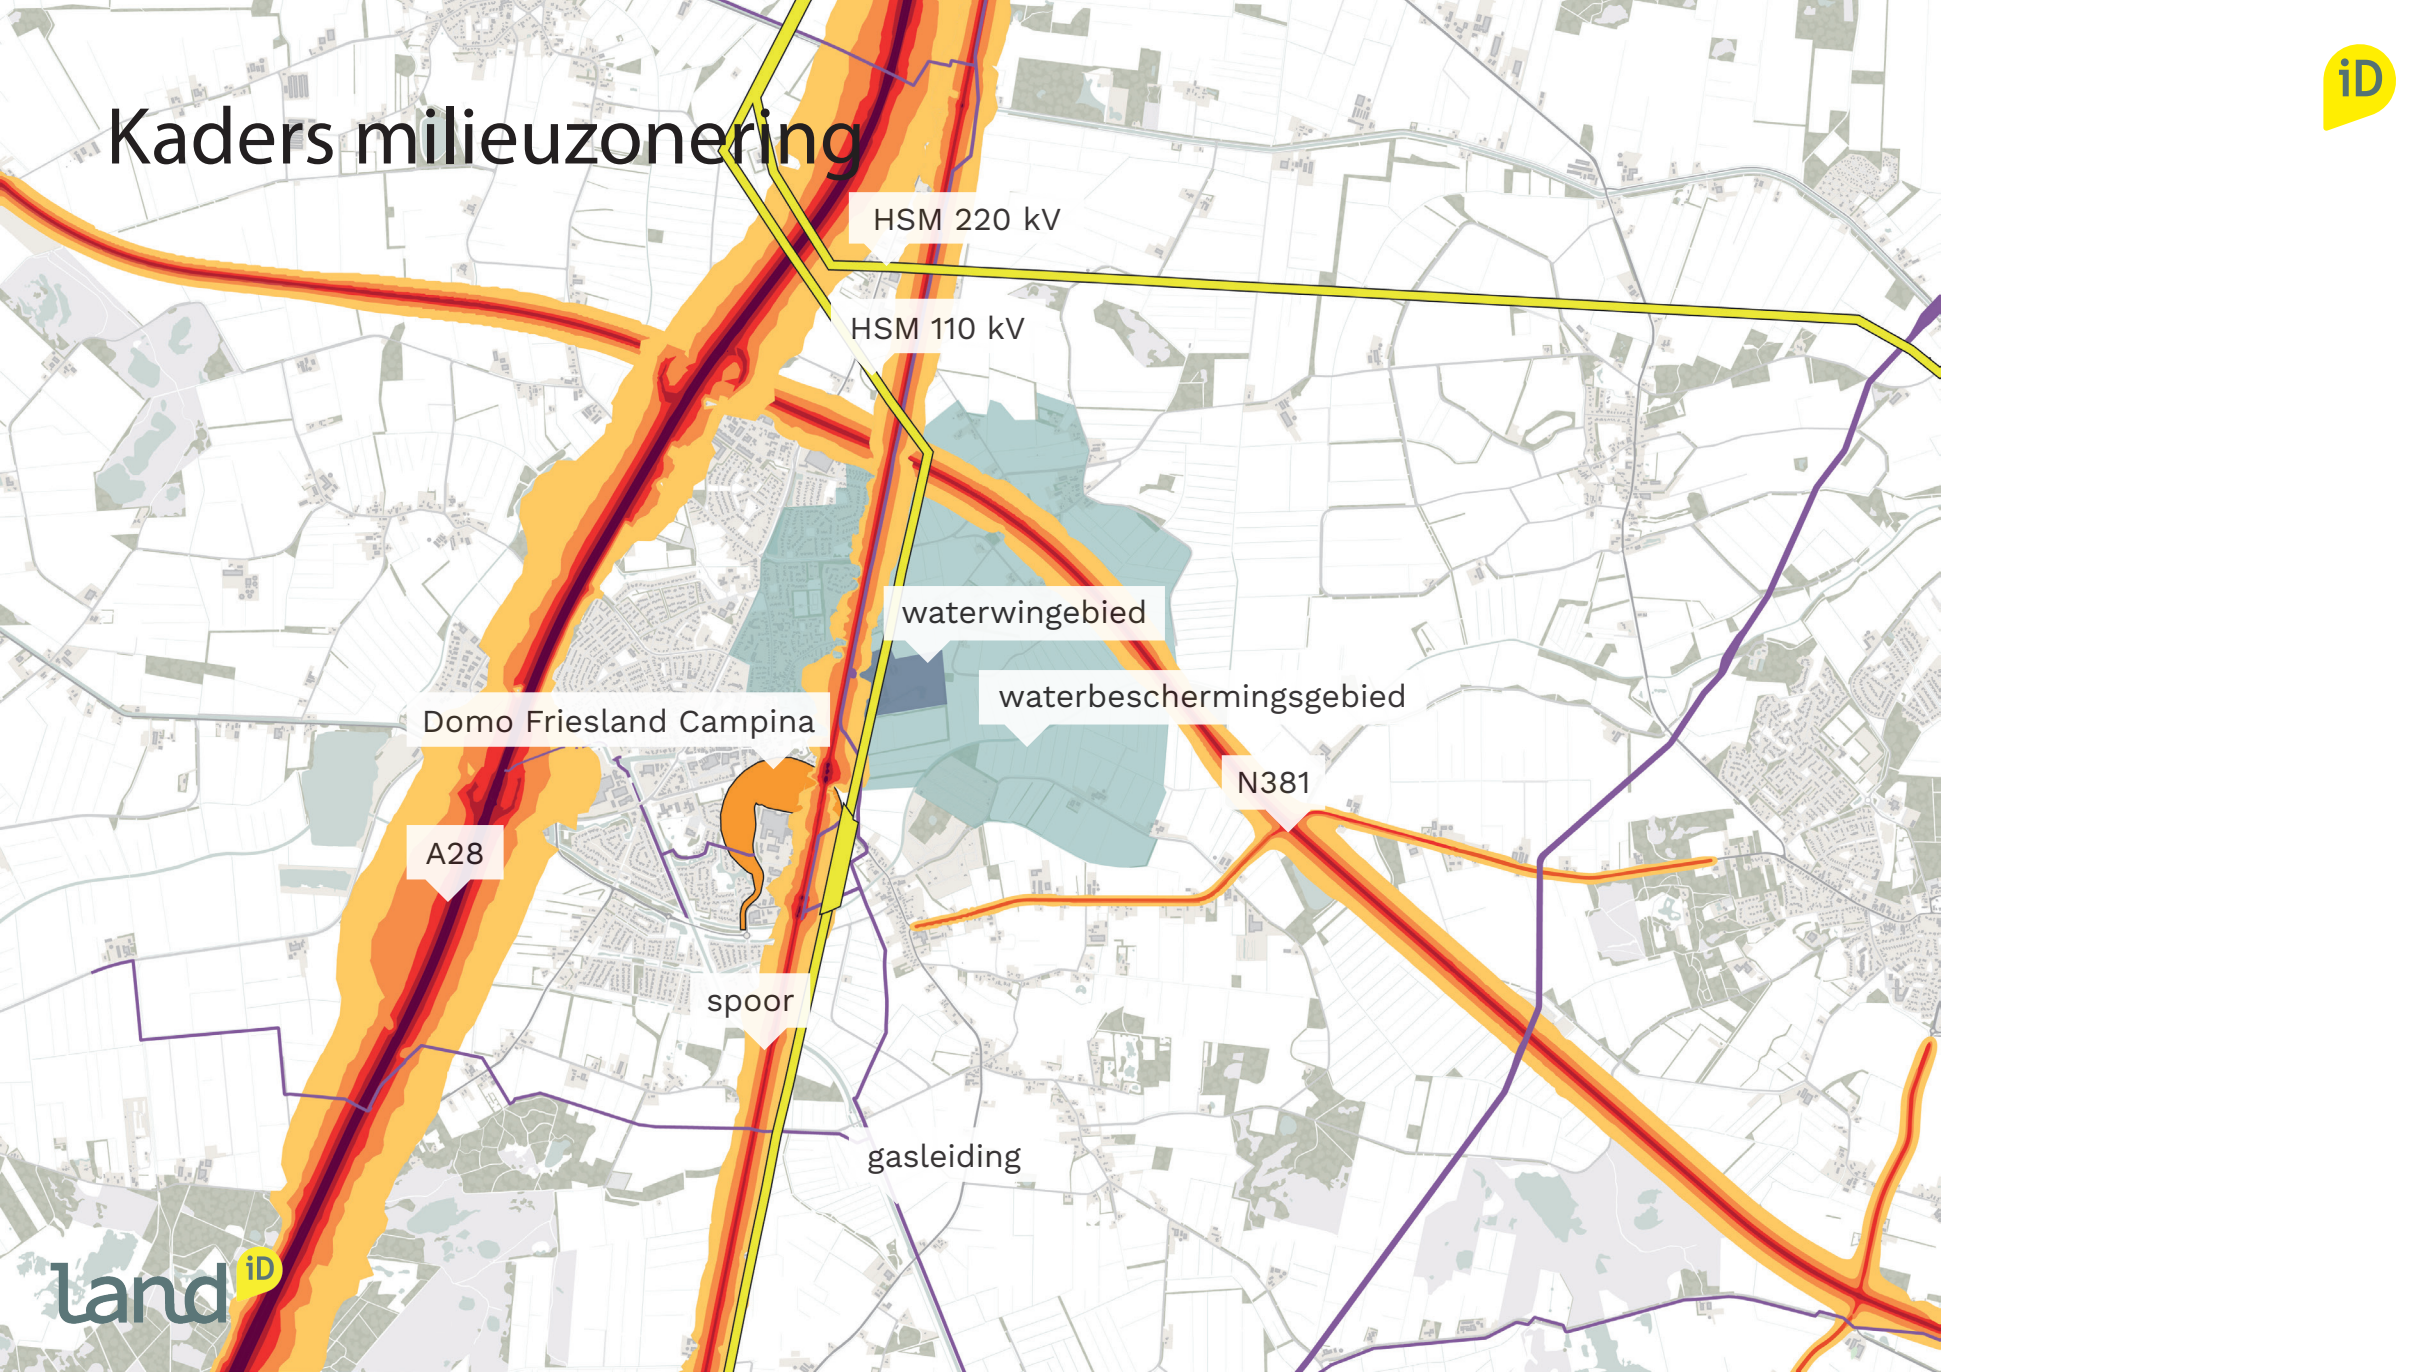 iD
Kaders milieuzonering
HSM 220 kV
HSM 110 kV
waterwingebied
waterbeschermingsgebied
Domo Friesland Campina
N381
A28
spoor
gasleiding
land iD